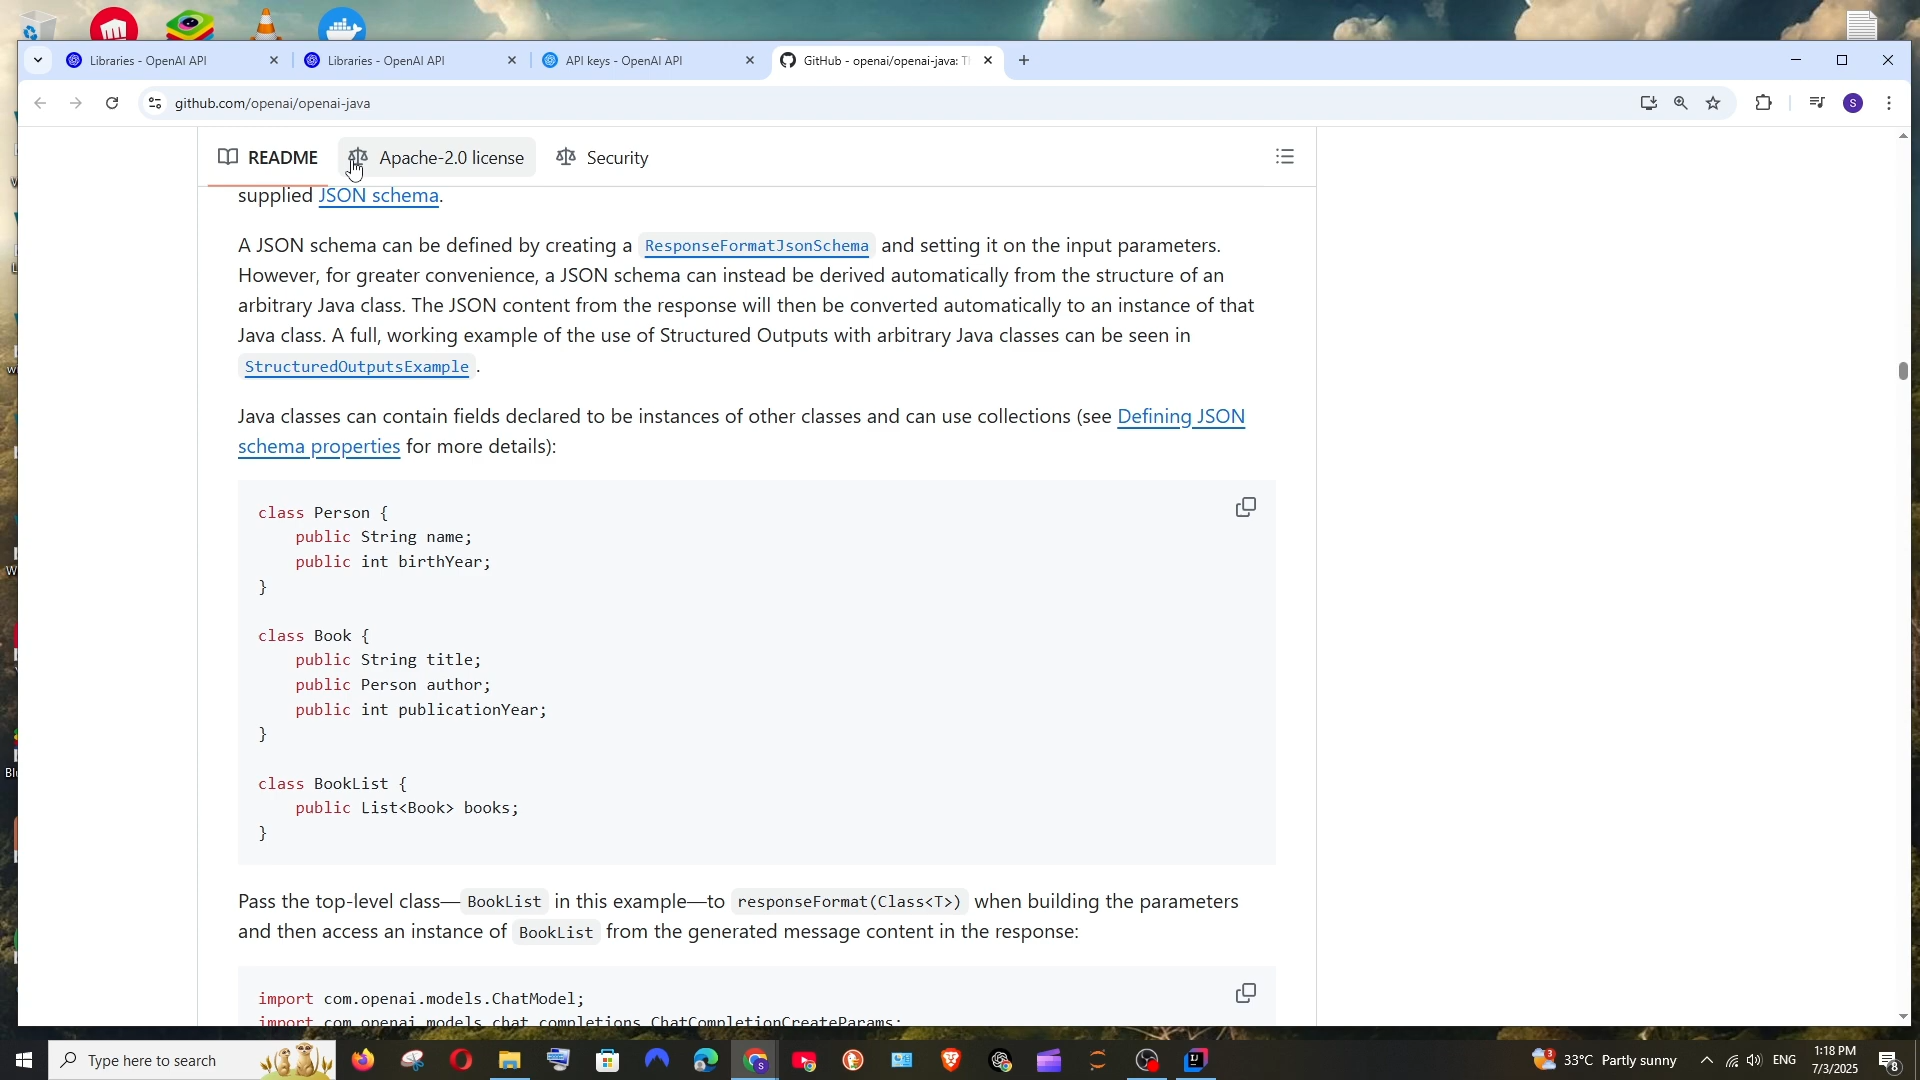 Libraries - OpenAI API
Libraries - OpenAI API
API keys - OpenAI API
GitHub - openai/openai-java: Th
github.com/openai/openai-java
S
README
Apache-2.0 license
Security
supplied JSON schema.
A JSON schema can be defined by creating a ResponseFormatJsonSchema and setting it on the input parameters.
However, for greater convenience, a JSON schema can instead be derived automatically from the structure of an
arbitrary Java class. The JSON content from the response will then be converted automatically to an instance of that
Java class. A full, working example of the use of Structured Outputs with arbitrary Java classes can be seen in
StructuredOutputsExample .
Java classes can contain fields declared to be instances of other classes and can use collections (see Defining JSON
schema properties for more details):
class Person {
    public String name;
    public int birthYear;
}
class Book {
    public String title;
    public Person author;
    public int publicationYear;
}
class BookList {
    public List<Book> books;
}
Pass the top-level class— BookList in this example—to responseFormat(Class<T>) when building the parameters
and then access an instance of BookList from the generated message content in the response:
import com.openai.models.ChatModel;
import com.openai.models.chat.completions.ChatCompletionCreateParams;
Type here to search
33°C Partly sunny
ENG
1:18 PM
7/3/2025
8